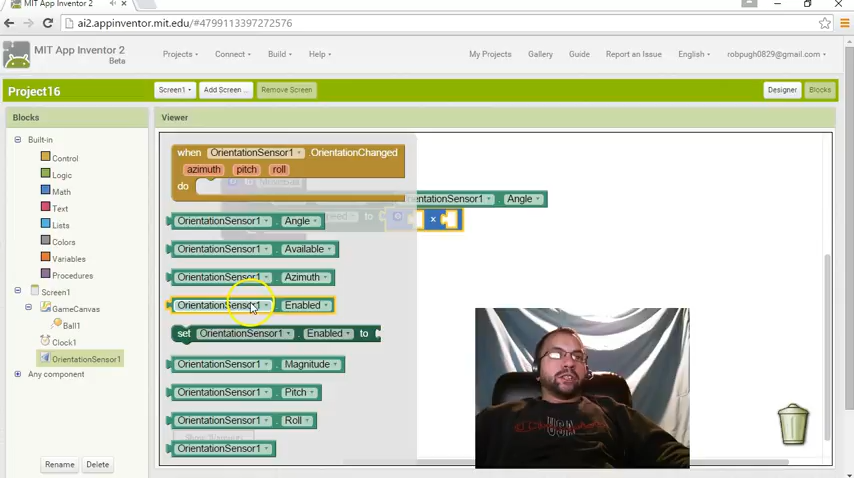 MIT App Inventor 2
ai2.appinventor.mit.edu/#4799113397272576
MIT App Inventor 2
Beta
Projects
Connect
Build
Help
My Projects
Gallery
Guide
Report an Issue
English
robpugh0829@gmail.com
Project16
Screen1
Add Screen ...
Remove Screen
Designer
Blocks
Blocks
Viewer
Built-in
Control
Logic
Math
Text
Lists
Colors
Variables
Procedures
Screen1
GameCanvas
Ball1
Clock1
OrientationSensor1
Any component
Rename
Delete
when OrientationSensor1 .OrientationChanged
azimuth pitch roll
do
OrientationSensor1 . Angle
OrientationSensor1 . Available
OrientationSensor1 . Azimuth
OrientationSensor1 . Enabled
set OrientationSensor1 . Enabled to
OrientationSensor1 . Magnitude
OrientationSensor1 . Pitch
OrientationSensor1 . Roll
OrientationSensor1
to
to
. Angle
×
USA